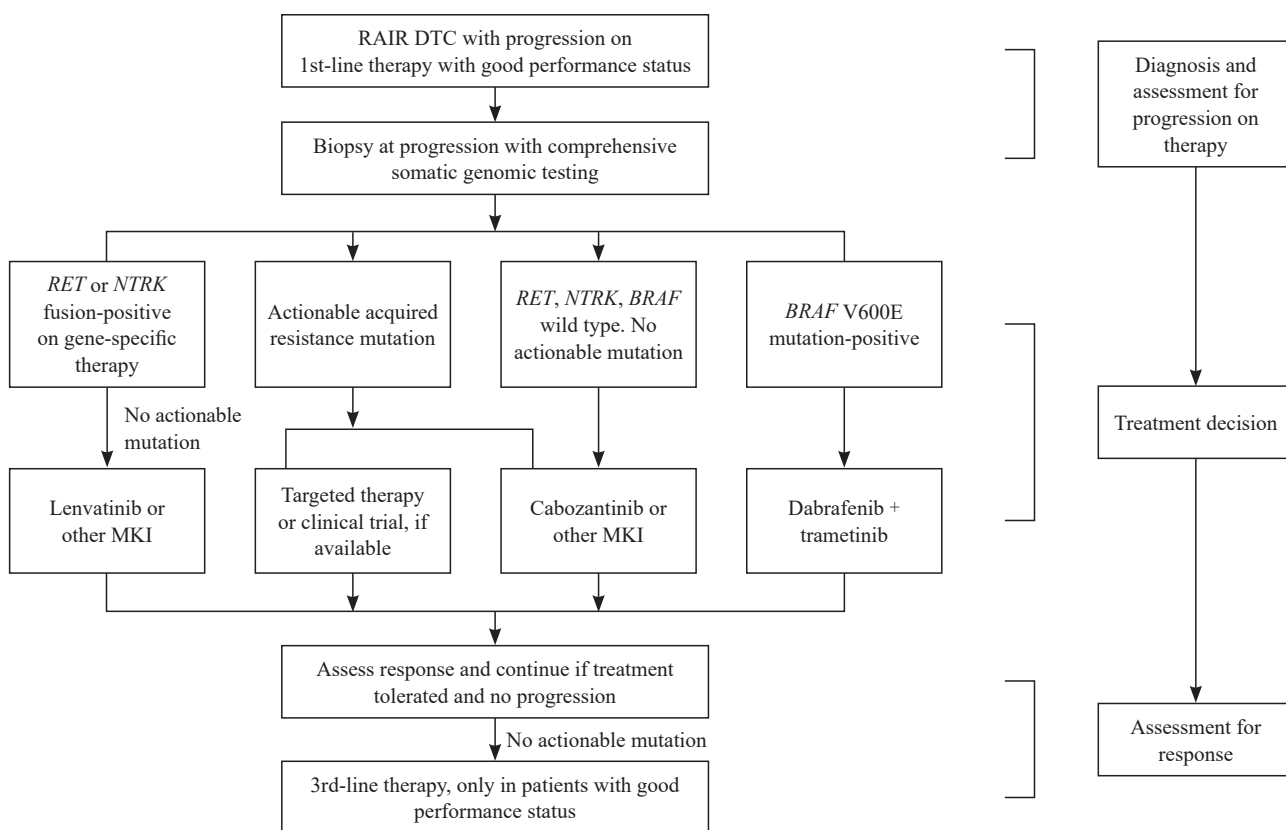 RAIR DTC with progression on
1st-line therapy with good performance status
Diagnosis and
assessment for
progression on
therapy
Biopsy at progression with comprehensive
somatic genomic testing
RET or NTRK
fusion-positive
on gene-specific
therapy
Actionable acquired
resistance mutation
RET, NTRK, BRAF
wild type. No
actionable mutation
BRAF V600E
mutation-positive
No actionable
mutation
Treatment decision
Lenvatinib or
other MKI
Targeted therapy
or clinical trial, if
available
Cabozantinib or
other MKI
Dabrafenib +
trametinib
Assess response and continue if treatment
tolerated and no progression
No actionable mutation
Assessment for
response
3rd-line therapy, only in patients with good
performance status